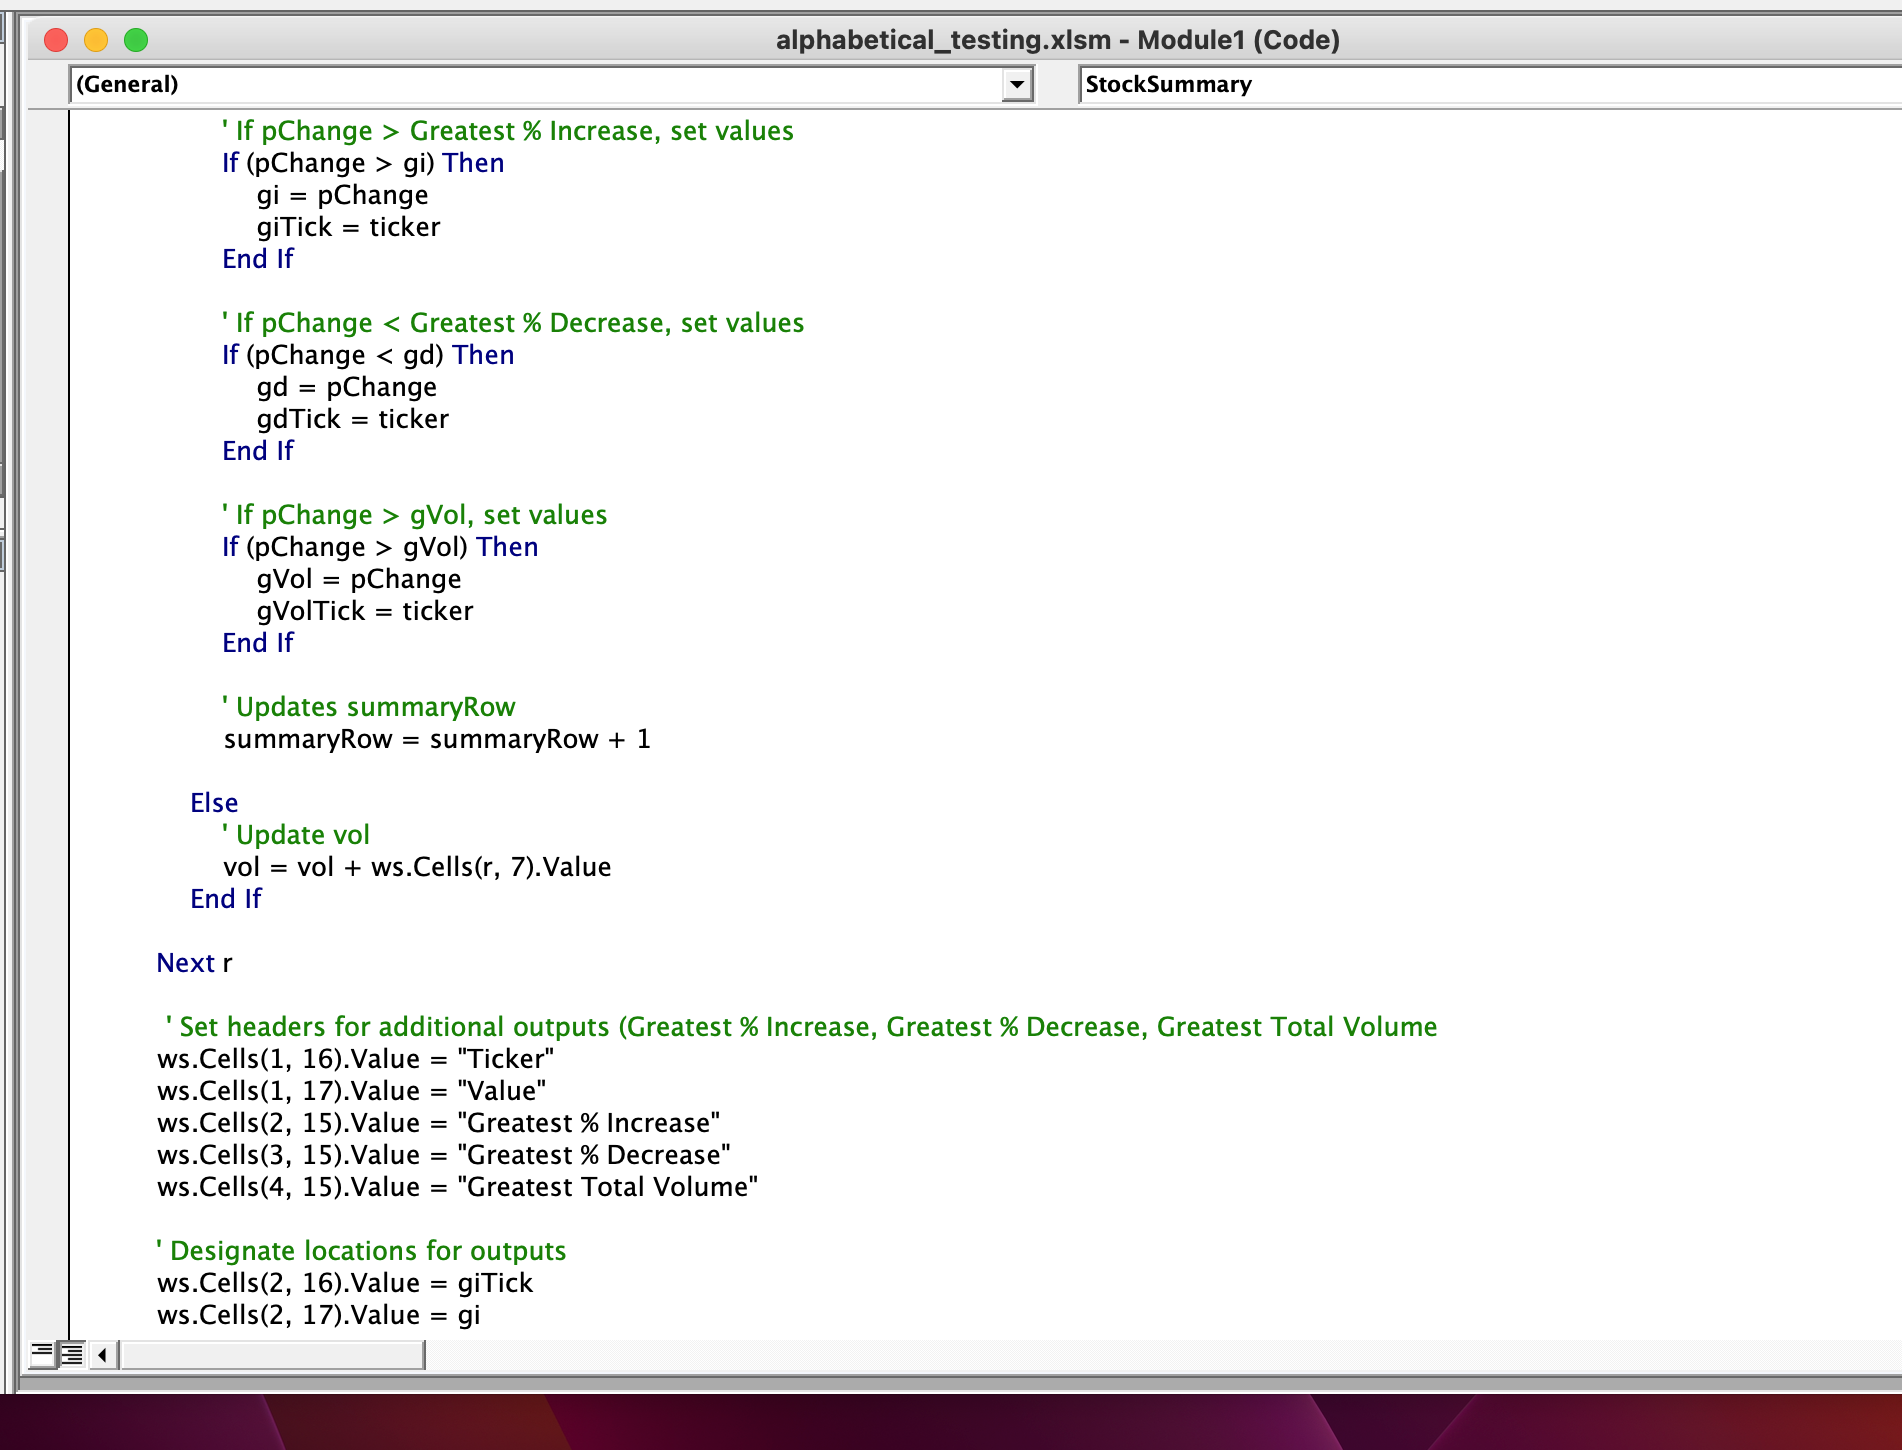 alphabetical_testing.xlsm - Module1 (Code)
(General) StockSummary
' If pChange > Greatest % Increase, set values
If (pChange > gi) Then
gi = pChange
giTick = ticker
End If
' If pChange < Greatest % Decrease, set values
If (pChange < gd) Then
gd = pChange
gdTick = ticker
End If
' If pChange > gVol, set values
If (pChange > gVol) Then
gVol = pChange
gVolTick = ticker
End If
' Updates summaryRow
summaryRow = summaryRow + 1
Else
' Update vol
vol = vol + ws.Cells(r, 7).Value
End If
Next r
' Set headers for additional outputs (Greatest % Increase, Greatest % Decrease, Greatest Total Volume
ws.Cells(1, 16).Value = "Ticker"
ws.Cells(1, 17).Value = "Value"
ws.Cells(2, 15).Value = "Greatest % Increase"
ws.Cells(3, 15).Value = "Greatest % Decrease"
ws.Cells(4, 15).Value = "Greatest Total Volume"
' Designate locations for outputs
ws.Cells(2, 16).Value = giTick
ws.Cells(2, 17).Value = gi